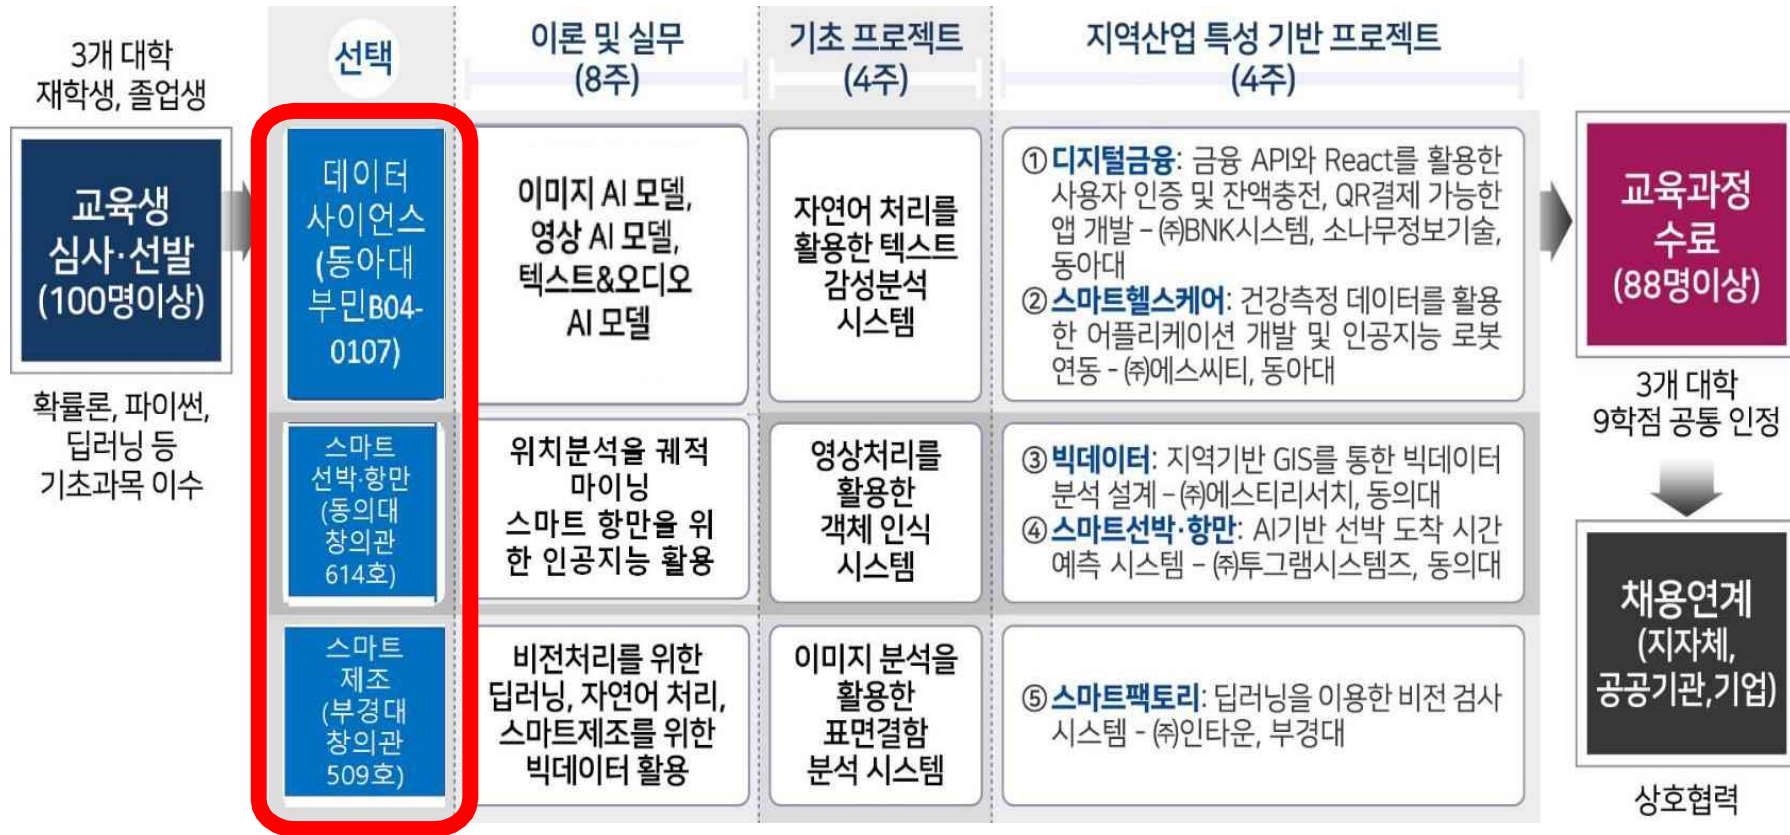 3개 대학
재학생, 졸업생
교육생
심사·선발
(100명이상)
확률론, 파이썬,
딥러닝 등
기초과목 이수
선택
데이터
사이언스
(동아대
부민B04-
0107)
스마트
선박·항만
(동의대
창의관
614호)
스마트
제조
(부경대
창의관
509호)
이론 및 실무
(8주)
이미지 AI 모델,
영상 AI 모델,
텍스트&오디오
AI 모델
위치분석을 궤적
마이닝
스마트 항만을 위
한 인공지능 활용
비전처리를 위한
딥러닝, 자연어 처리,
스마트제조를 위한
빅데이터 활용
기초 프로젝트
(4주)
자연어 처리를
활용한 텍스트
감성분석
시스템
영상처리를
활용한
객체 인식
시스템
이미지 분석을
활용한
표면결함
분석 시스템
지역산업 특성 기반 프로젝트
(4주)
① 디지털금융: 금융 API와 React를 활용한
사용자 인증 및 잔액충전, QR결제 가능한
앱 개발 – ㈜BNK시스템, 소나무정보기술,
동아대
② 스마트헬스케어: 건강측정 데이터를 활용
한 어플리케이션 개발 및 인공지능 로봇
연동 - ㈜에스씨티, 동아대
③ 빅데이터: 지역기반 GIS를 통한 빅데이터
분석 설계 – ㈜에스티리서치, 동의대
④ 스마트선박·항만: AI기반 선박 도착 시간
예측 시스템 – ㈜투그램시스템즈, 동의대
⑤ 스마트팩토리: 딥러닝을 이용한 비전 검사
시스템 - ㈜인타운, 부경대
교육과정
수료
(88명이상)
3개 대학
9학점 공통 인정
채용연계
(지자체,
공공기관,기업)
상호협력